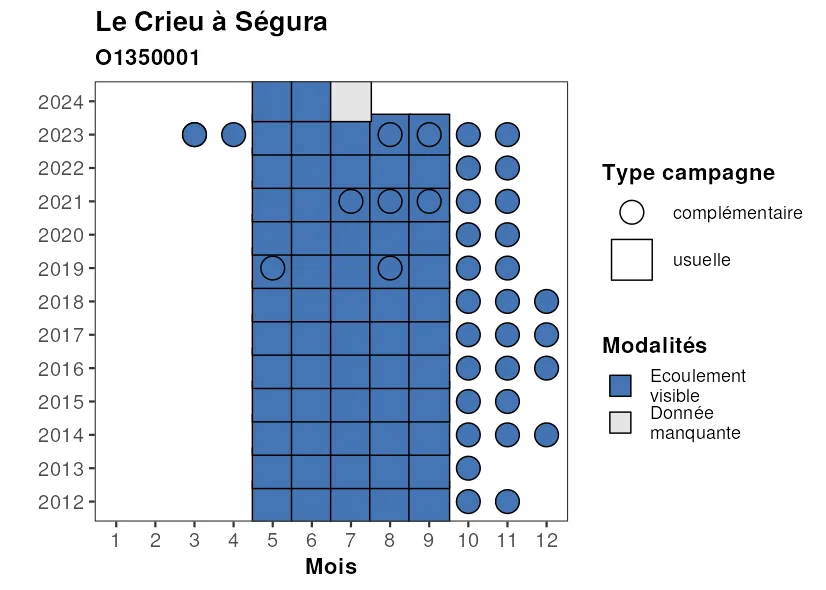 Le Crieu à Ségura
O1350001
2024
2023
2022
2021
2020
2019
2018
2017
2016
2015
2014
2013
2012
1 2 3 4 5 6 7 8 9 10 11 12
Mois
Type campagne
complémentaire
usuelle
Modalités
Ecoulement
visible
Donnée
manquante